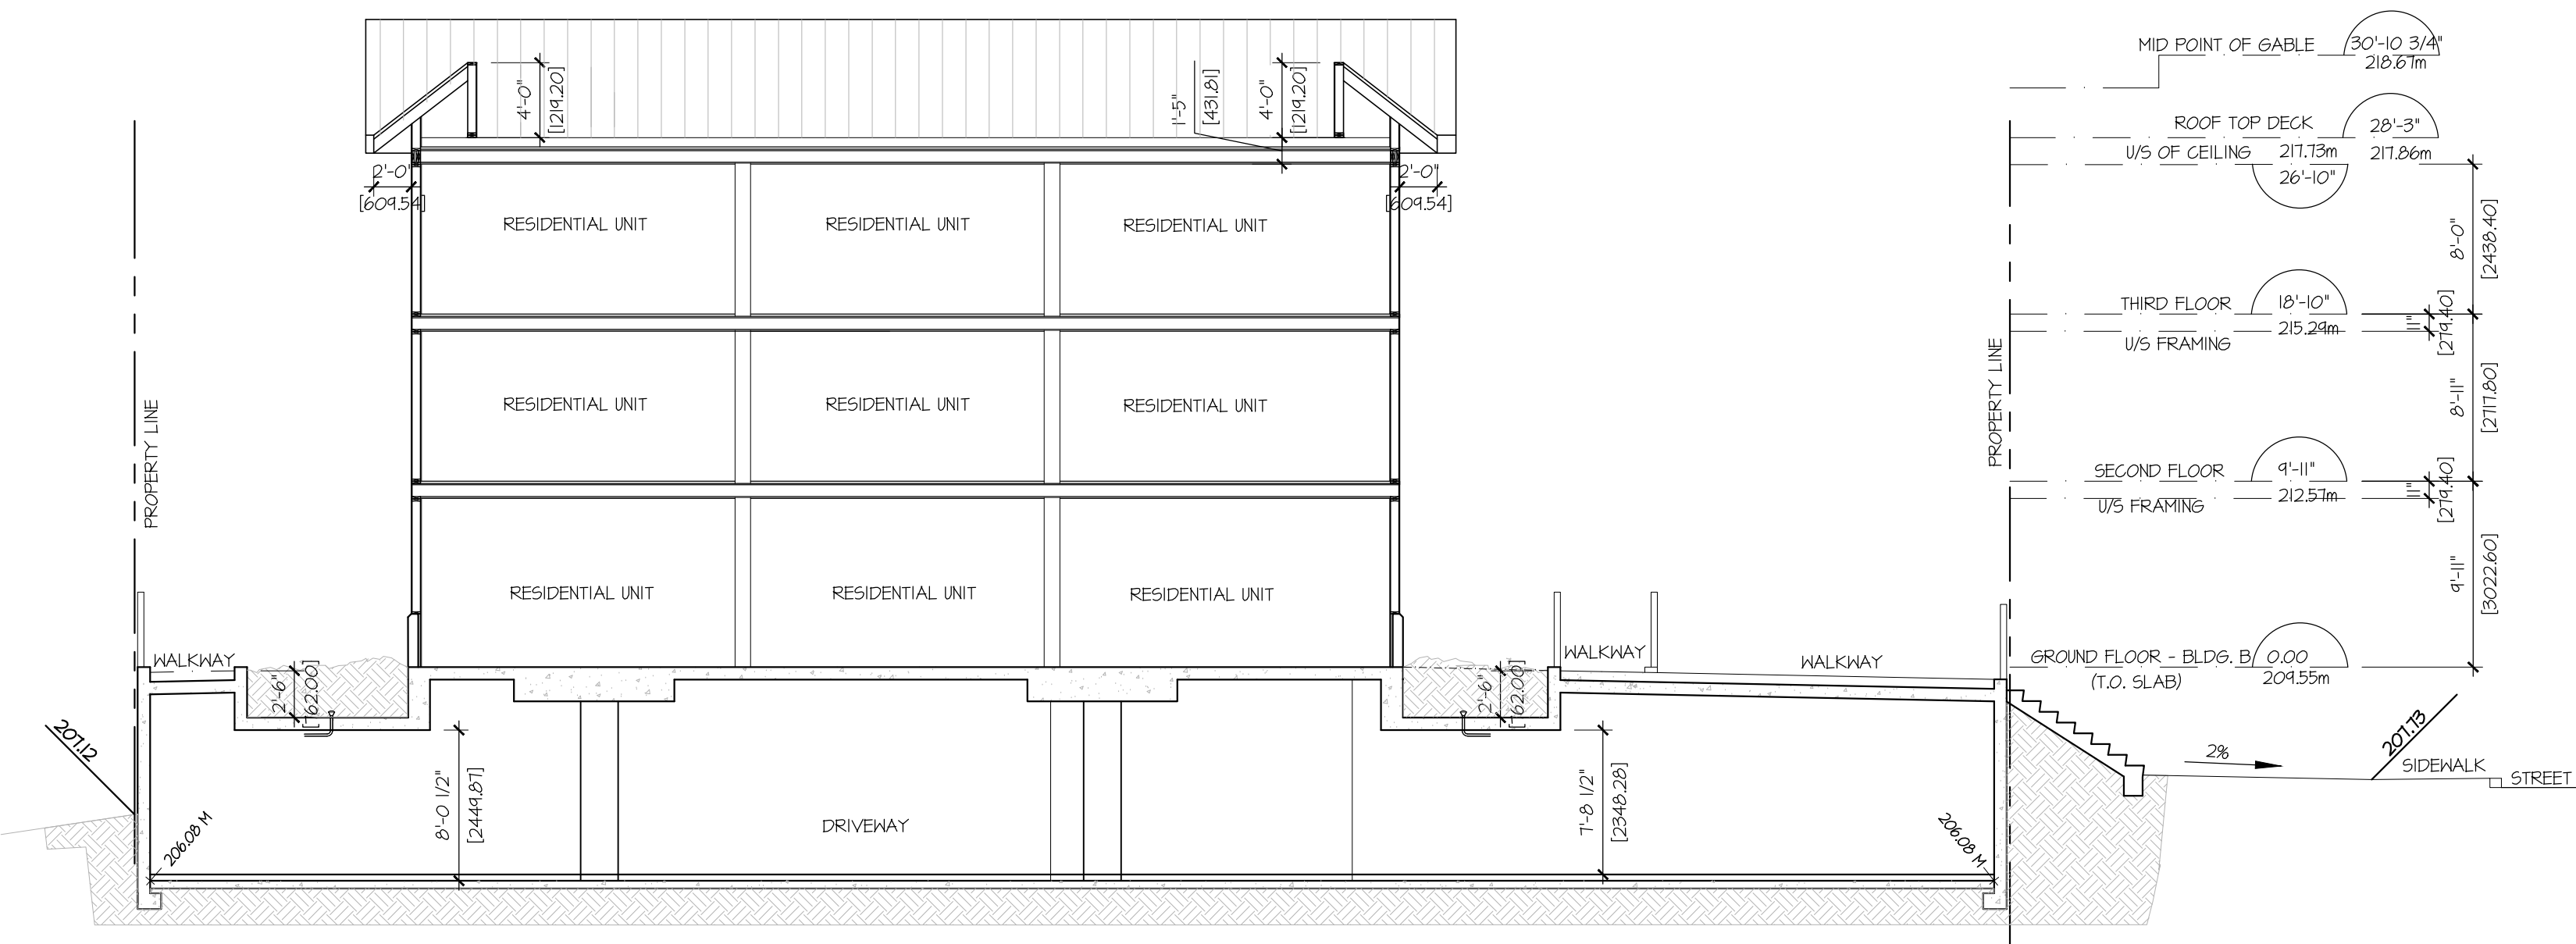 MID POINT OF GABLE 30'-10 3/4"
218.67m
ROOF TOP DECK 28'-3"
U/S OF CEILING 217.73m 217.86m
26'-10"
4'-0"
[1219.20]
1'-5"
[431.81]
4'-0"
[1219.20]
2'-0"
[609.54]
2'-0"
[609.54]
RESIDENTIAL UNIT RESIDENTIAL UNIT RESIDENTIAL UNIT
8'-0"
[2438.40]
THIRD FLOOR 18'-10"
215.29m
U/S FRAMING
11"
[279.40]
PROPERTY LINE
RESIDENTIAL UNIT RESIDENTIAL UNIT RESIDENTIAL UNIT
PROPERTY LINE
8'-11"
[2717.80]
SECOND FLOOR 9'-11"
212.57m
U/S FRAMING
11"
[279.40]
RESIDENTIAL UNIT RESIDENTIAL UNIT RESIDENTIAL UNIT
9'-11"
[3022.60]
WALKWAY
WALKWAY
WALKWAY
GROUND FLOOR - BLDG. B 0.00
(T.O. SLAB) 209.55m
2'-6"
[762.00]
2'-6"
[762.00]
207.12
207.73
2%
SIDEWALK
STREET
8'-0 1/2"
[2449.87]
DRIVEWAY
7'-8 1/2"
[2348.28]
206.08 M
206.08 M